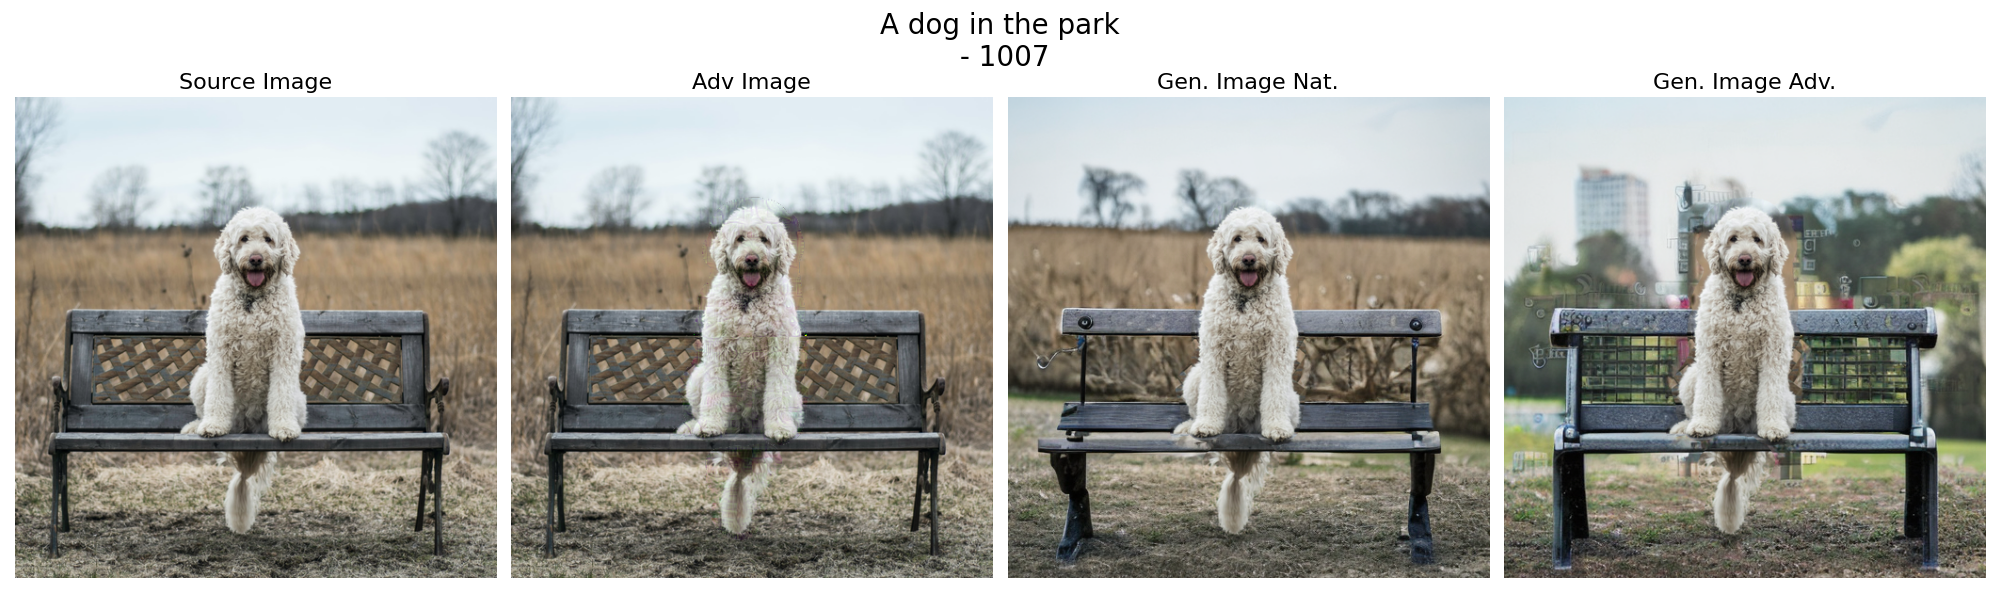 A dog in the park
- 1007
Source Image
Adv Image
Gen. Image Nat.
Gen. Image Adv.